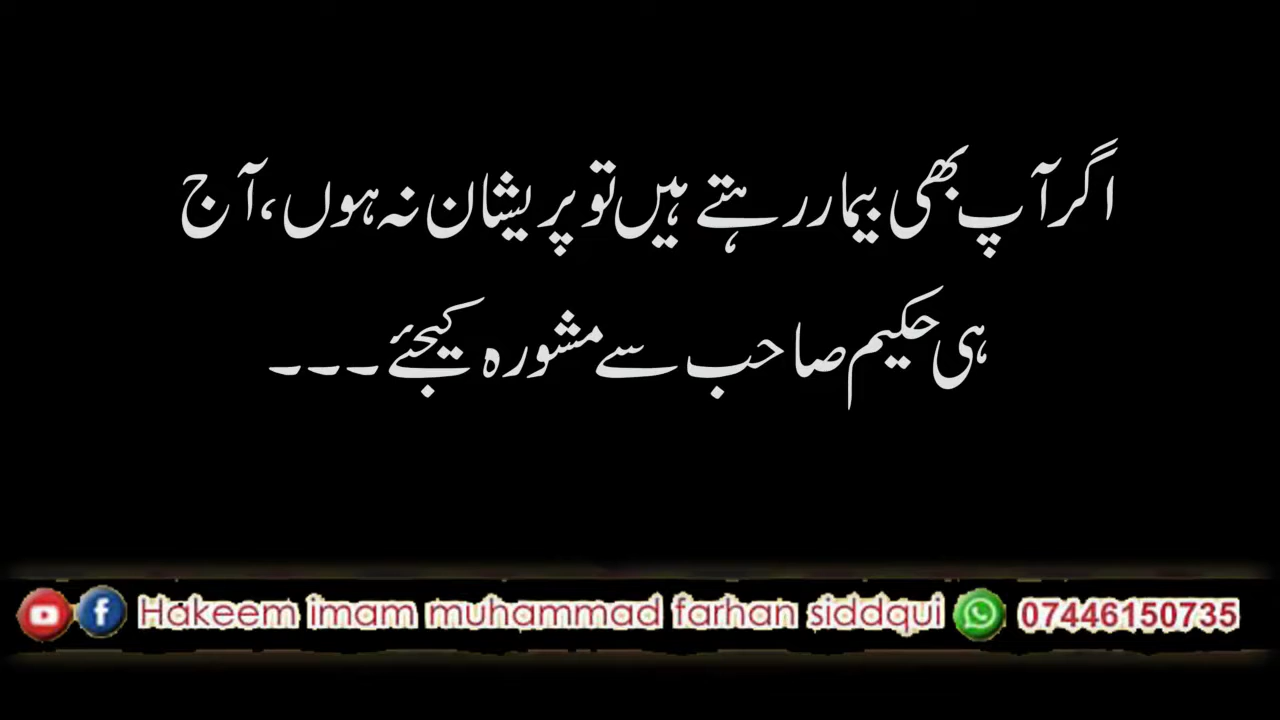 اگر آپ بھی بیمار رہتے ہیں تو پریشان نہ ہوں، آج
ہی حکیم صاحب سے مشورہ کیجئے ۔۔۔
Hakeem imam muhammad farhan siddqui 07446150735